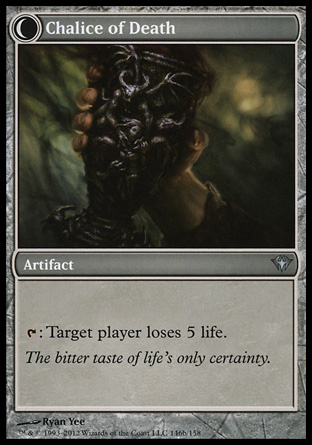 Chalice of Death
Artifact
: Target player loses 5 life.
The bitter taste of life's only certainty.
Ryan Yee
™ & © 1993–2012 Wizards of the Coast LLC 146b/158